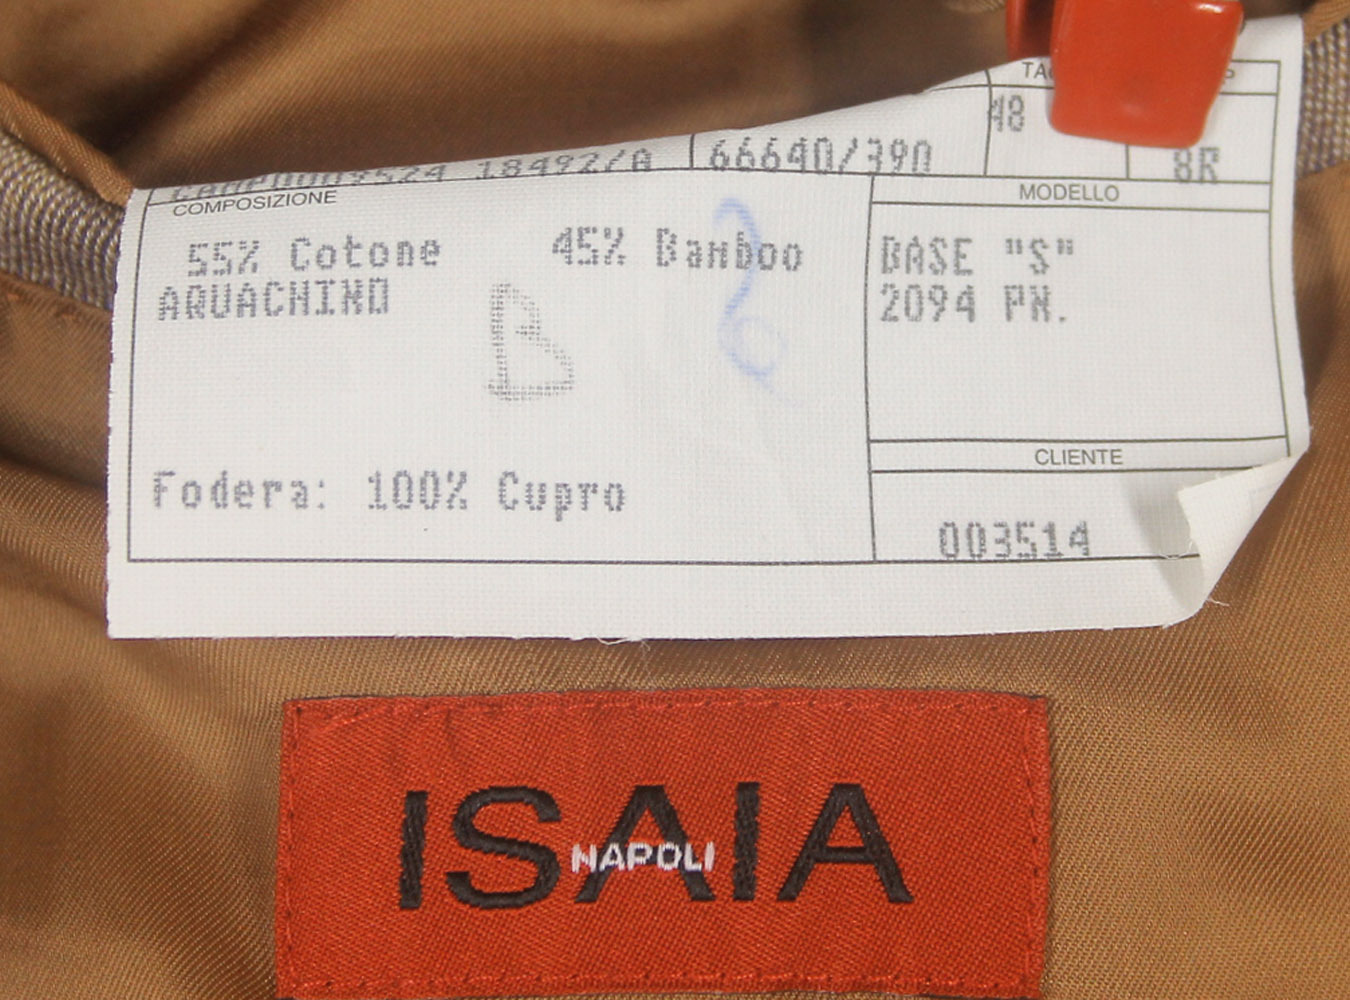 48
8R
18492/A
66640/390
COMPOSIZIONE
MODELLO
55% Cotone 45% Bamboo
AQUACHINO
B
BASE "S"
2094 PN.
CLIENTE
Fodera: 100% Cupro
003514
ISAIA
NAPOLI